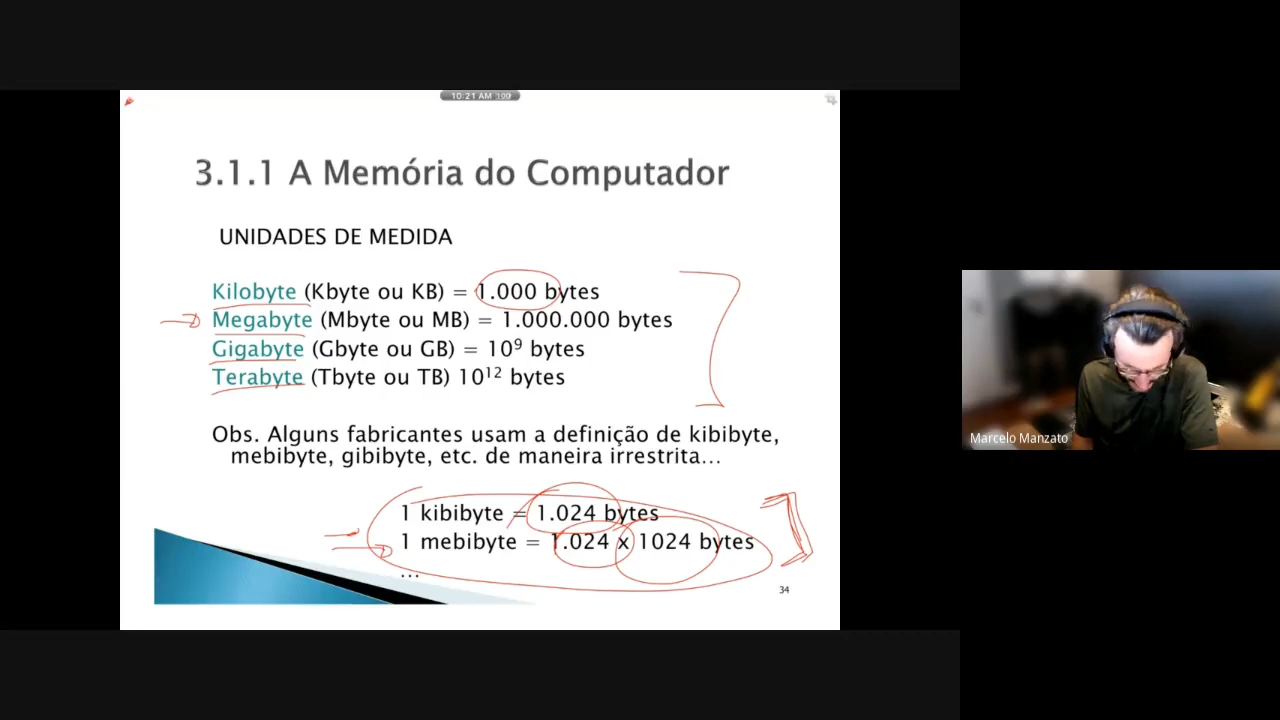 10:21 AM 100%
3.1.1 A Memória do Computador
UNIDADES DE MEDIDA
Kilobyte (Kbyte ou KB) = 1.000 bytes
Megabyte (Mbyte ou MB) = 1.000.000 bytes
Gigabyte (Gbyte ou GB) = 10⁹ bytes
Terabyte (Tbyte ou TB) 10¹² bytes
Obs. Alguns fabricantes usam a definição de kibibyte,
mebibyte, gibibyte, etc. de maneira irrestrita...
1 kibibyte = 1.024 bytes
1 mebibyte = 1.024 x 1024 bytes
...
34
Marcelo Manzato